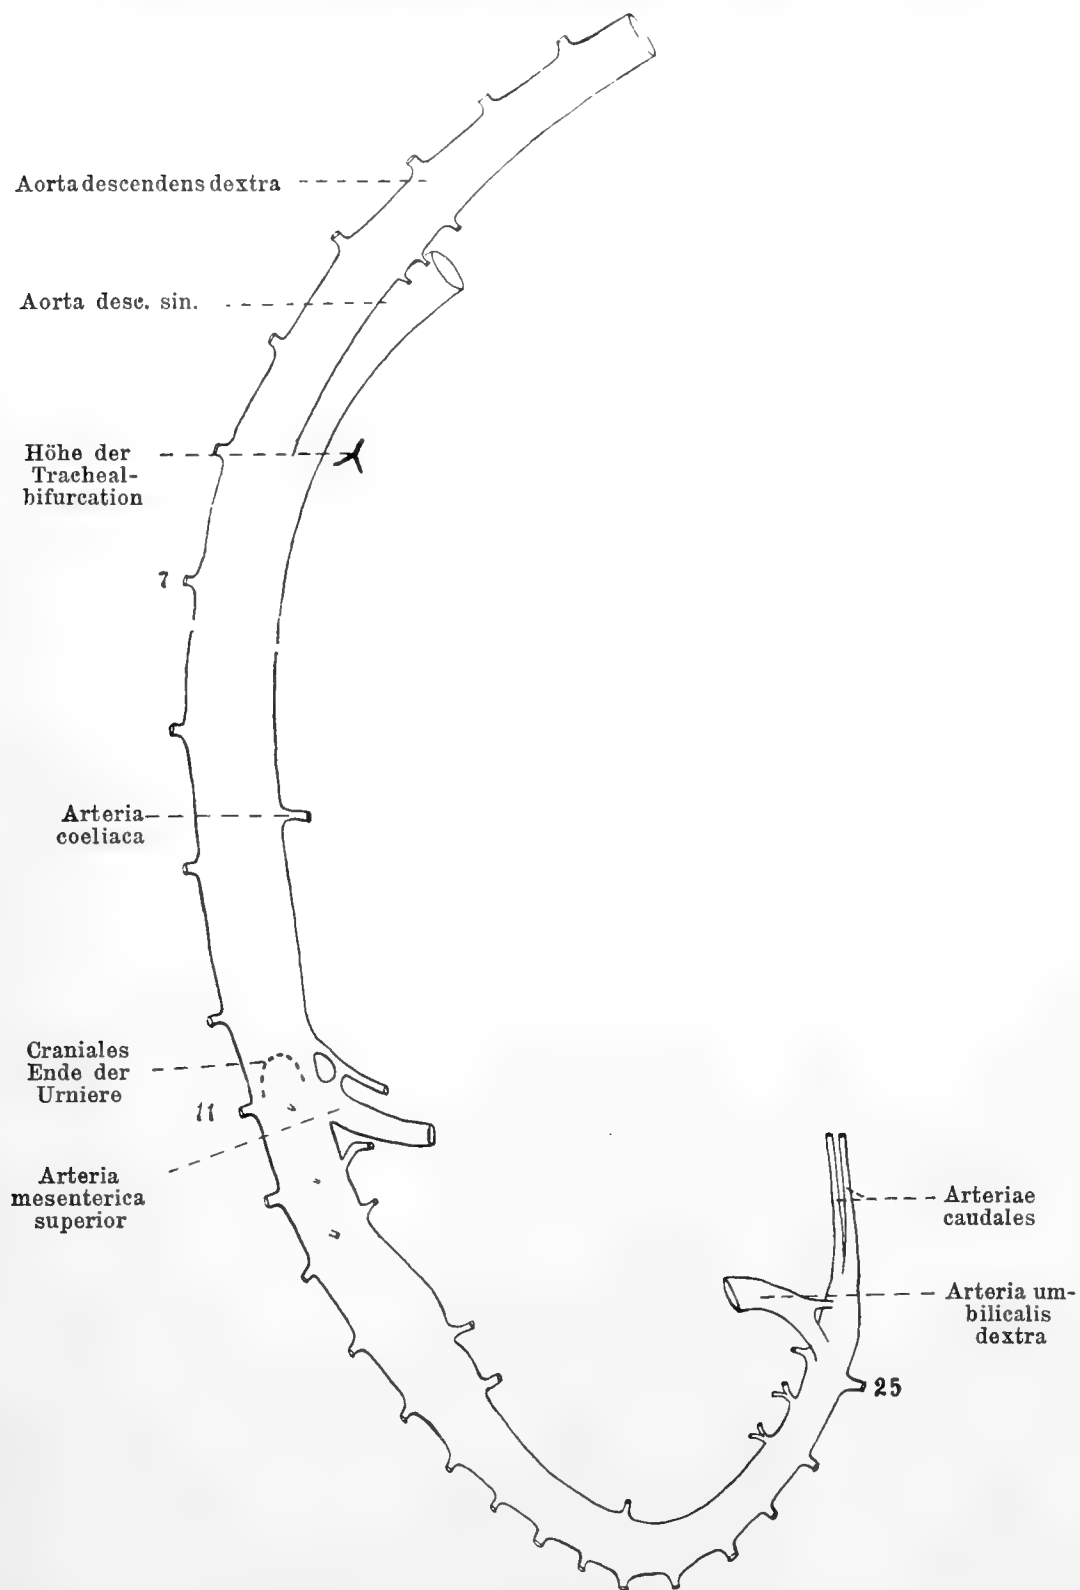 Aorta descendens dextra
Aorta desc. sin.
Höhe der
Tracheal-
bifurcation
7
Arteria
coeliaca
Craniales
Ende der
Urniere
11
Arteria
mesenterica
superior
Arteriae
caudales
Arteria um-
bilicalis
dextra
25